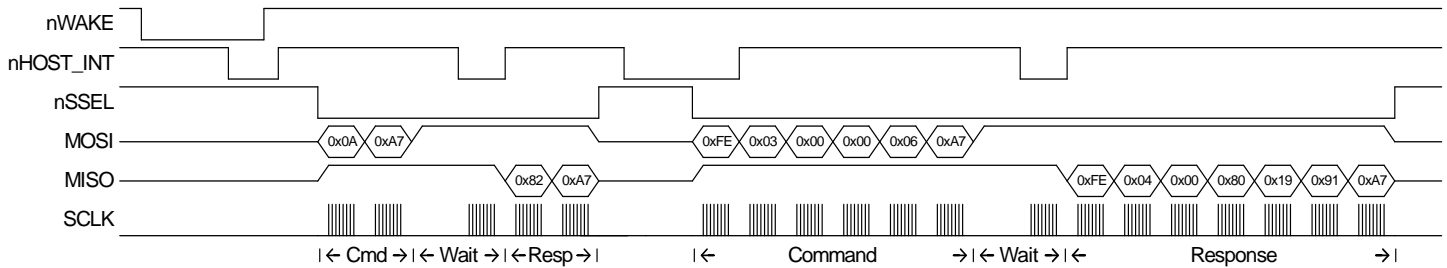 nWAKE
nHOST_INT
nSSEL
MOSI 0x0A 0xA7 0xFE 0x03 0x00 0x00 0x06 0xA7
MISO 0x82 0xA7 0xFE 0x04 0x00 0x80 0x19 0x91 0xA7
SCLK
Cmd Wait Resp Command Wait Response